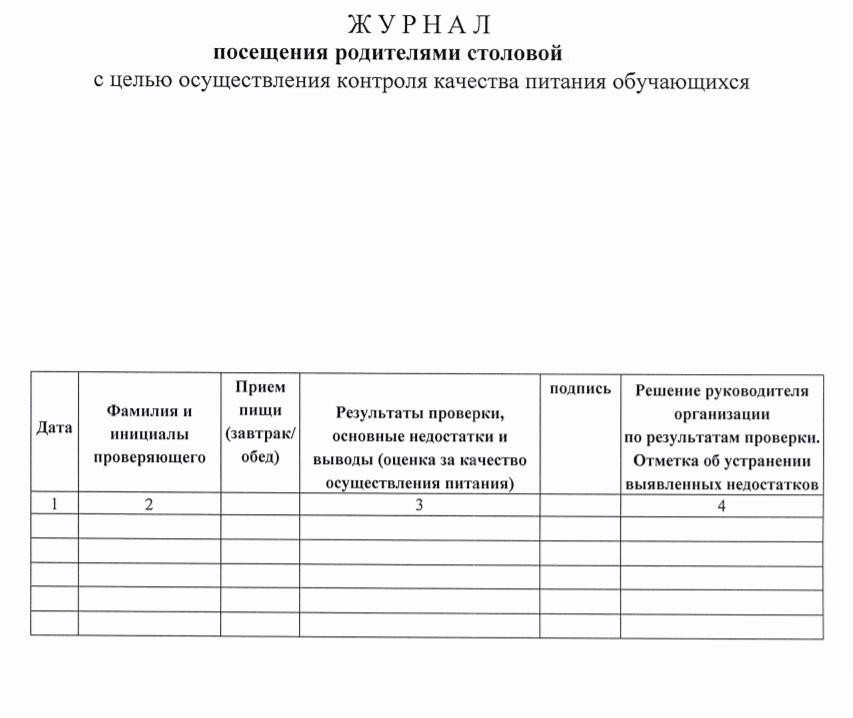 ЖУРНАЛ
посещения родителями столовой
с целью осуществления контроля качества питания обучающихся
Дата
Фамилия и
инициалы
проверяющего
Прием
пищи
(завтрак/
обед)
Результаты проверки,
основные недостатки и
выводы (оценка за качество
осуществления питания)
подпись
Решение руководителя
организации
по результатам проверки.
Отметка об устранении
выявленных недостатков
1
2
3
4